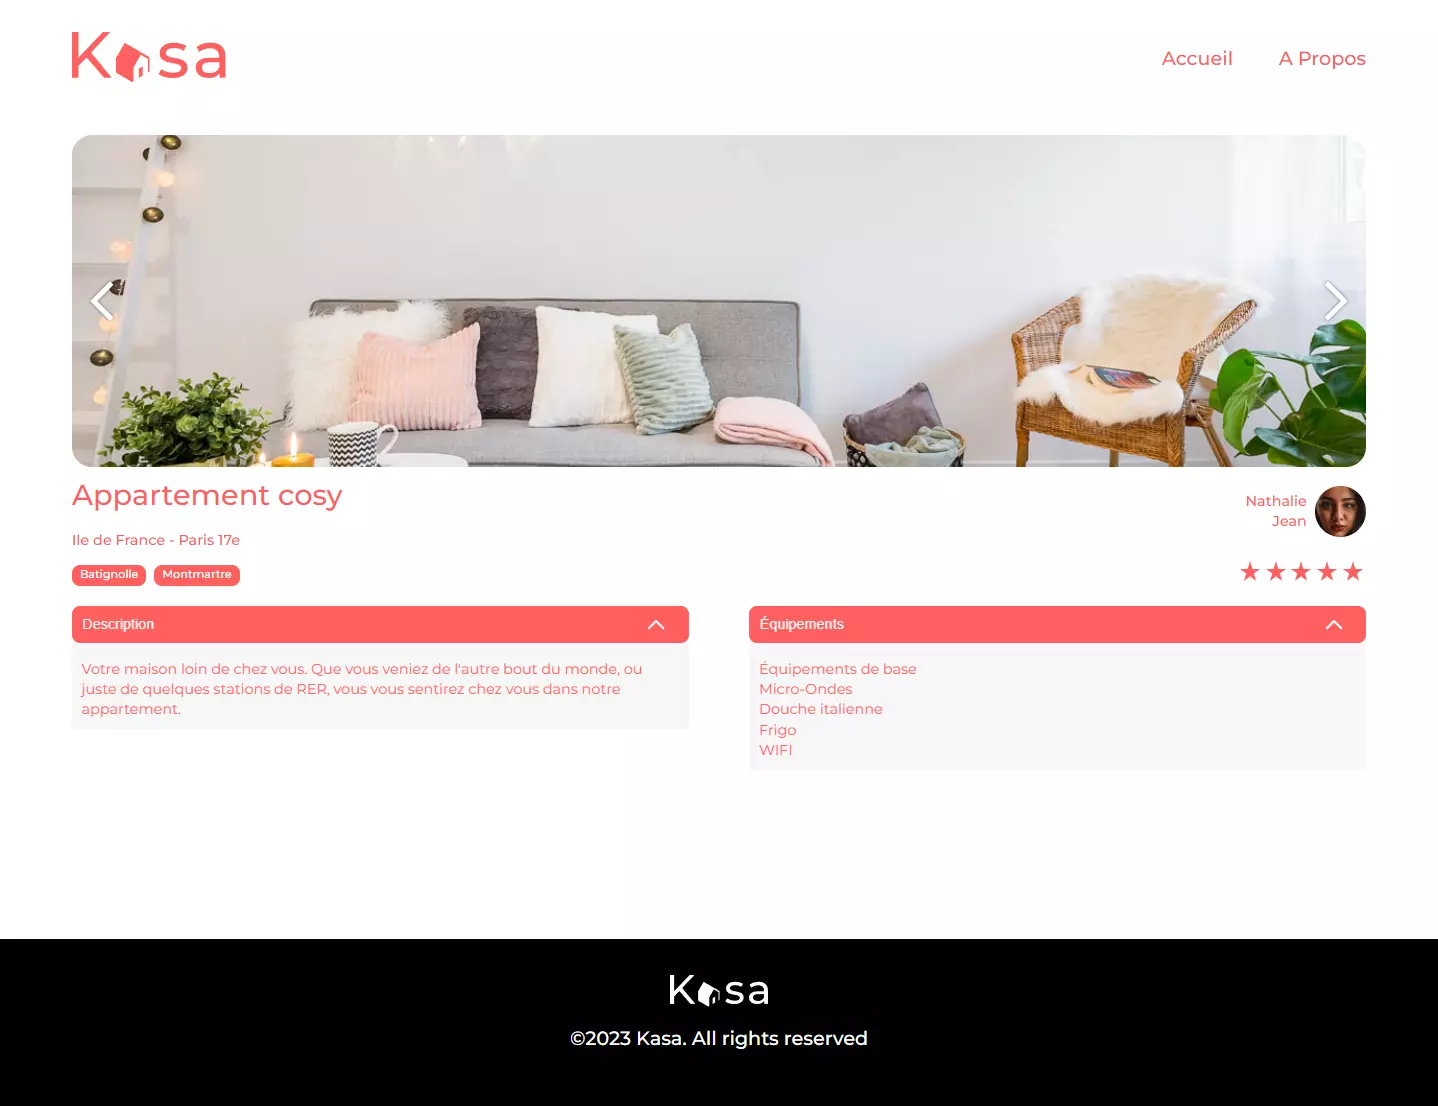 Kasa
Accueil
A Propos
Appartement cosy
Nathalie
Jean
Ile de France - Paris 17e
Batignolle
Montmartre
Description
Votre maison loin de chez vous. Que vous veniez de l'autre bout du monde, ou
juste de quelques stations de RER, vous vous sentirez chez vous dans notre
appartement.
Équipements
Équipements de base
Micro-Ondes
Douche italienne
Frigo
WIFI
Kasa
©2023 Kasa. All rights reserved